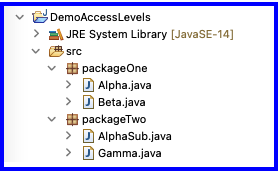 DemoAccessLevels
JRE System Library [JavaSE-14]
src
packageOne
Alpha.java
Beta.java
packageTwo
AlphaSub.java
Gamma.java